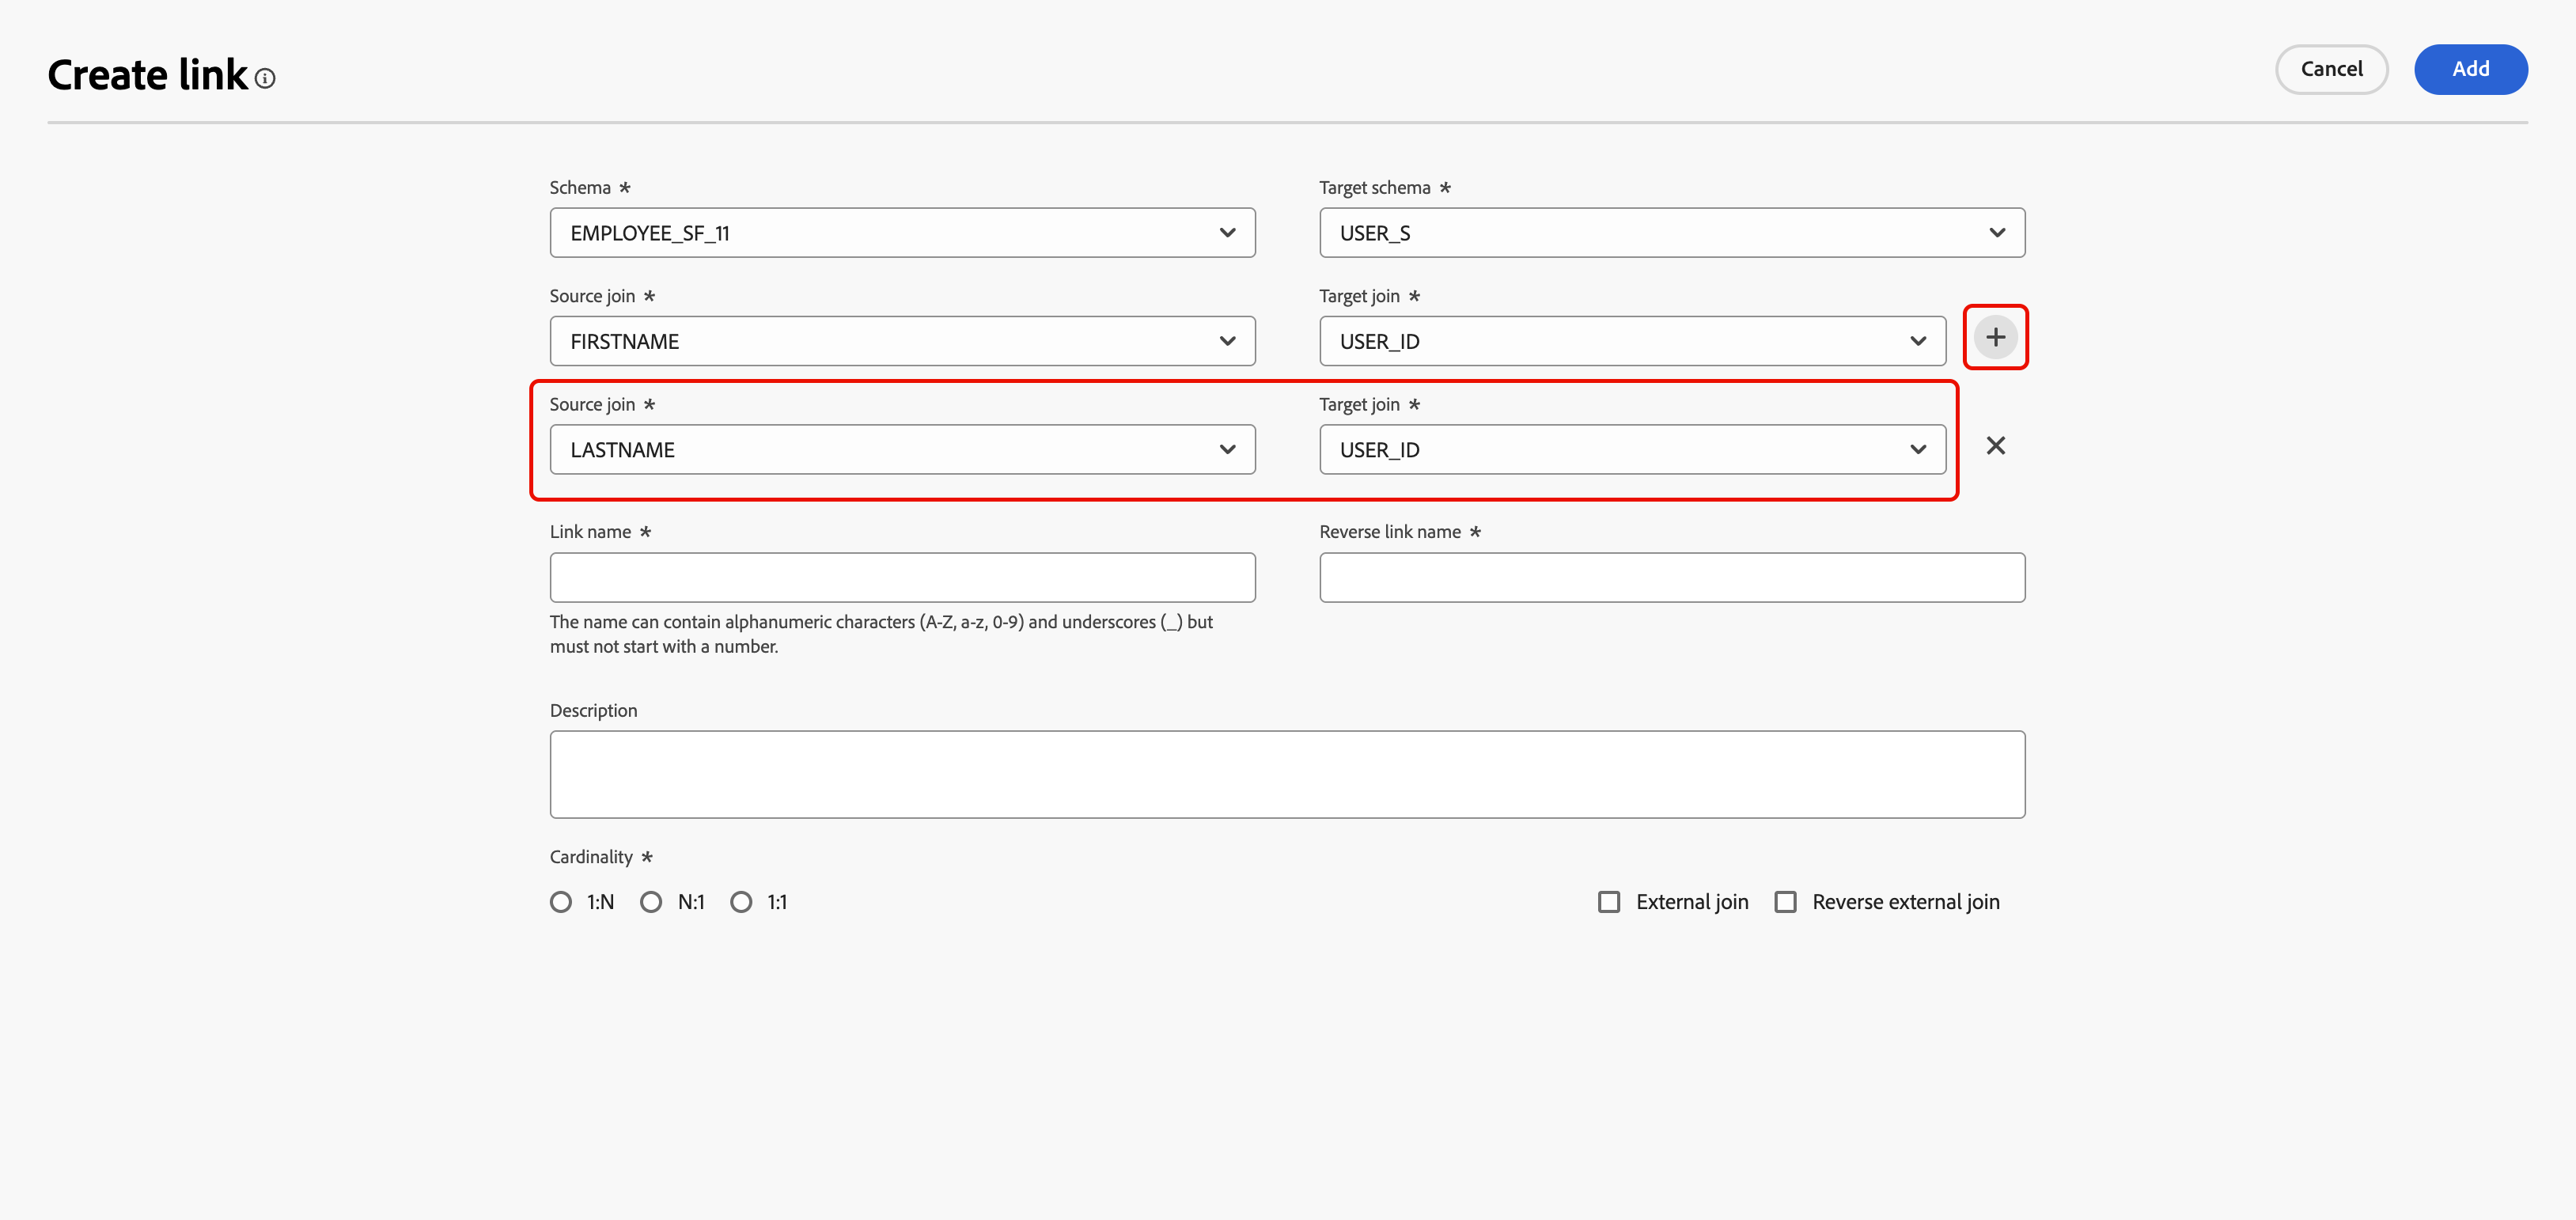 Create link
Cancel
Add
Schema *
Target schema *
EMPLOYEE_SF_11
USER_S
Source join *
Target join *
FIRSTNAME
USER_ID
Source join *
Target join *
LASTNAME
USER_ID
Link name *
Reverse link name *
The name can contain alphanumeric characters (A-Z, a-z, 0-9) and underscores (_) but
must not start with a number.
Description
Cardinality *
1:N N:1 1:1
External join Reverse external join